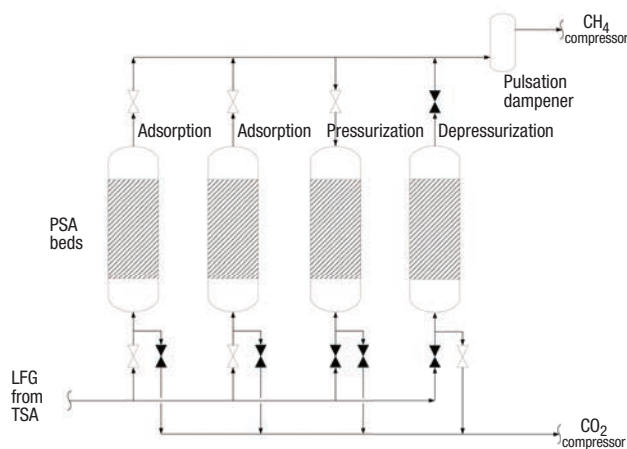 CH4
compressor
Pulsation
dampener
Adsorption
Adsorption
Pressurization
Depressurization
PSA
beds
LFG
from
TSA
CO2
compressor